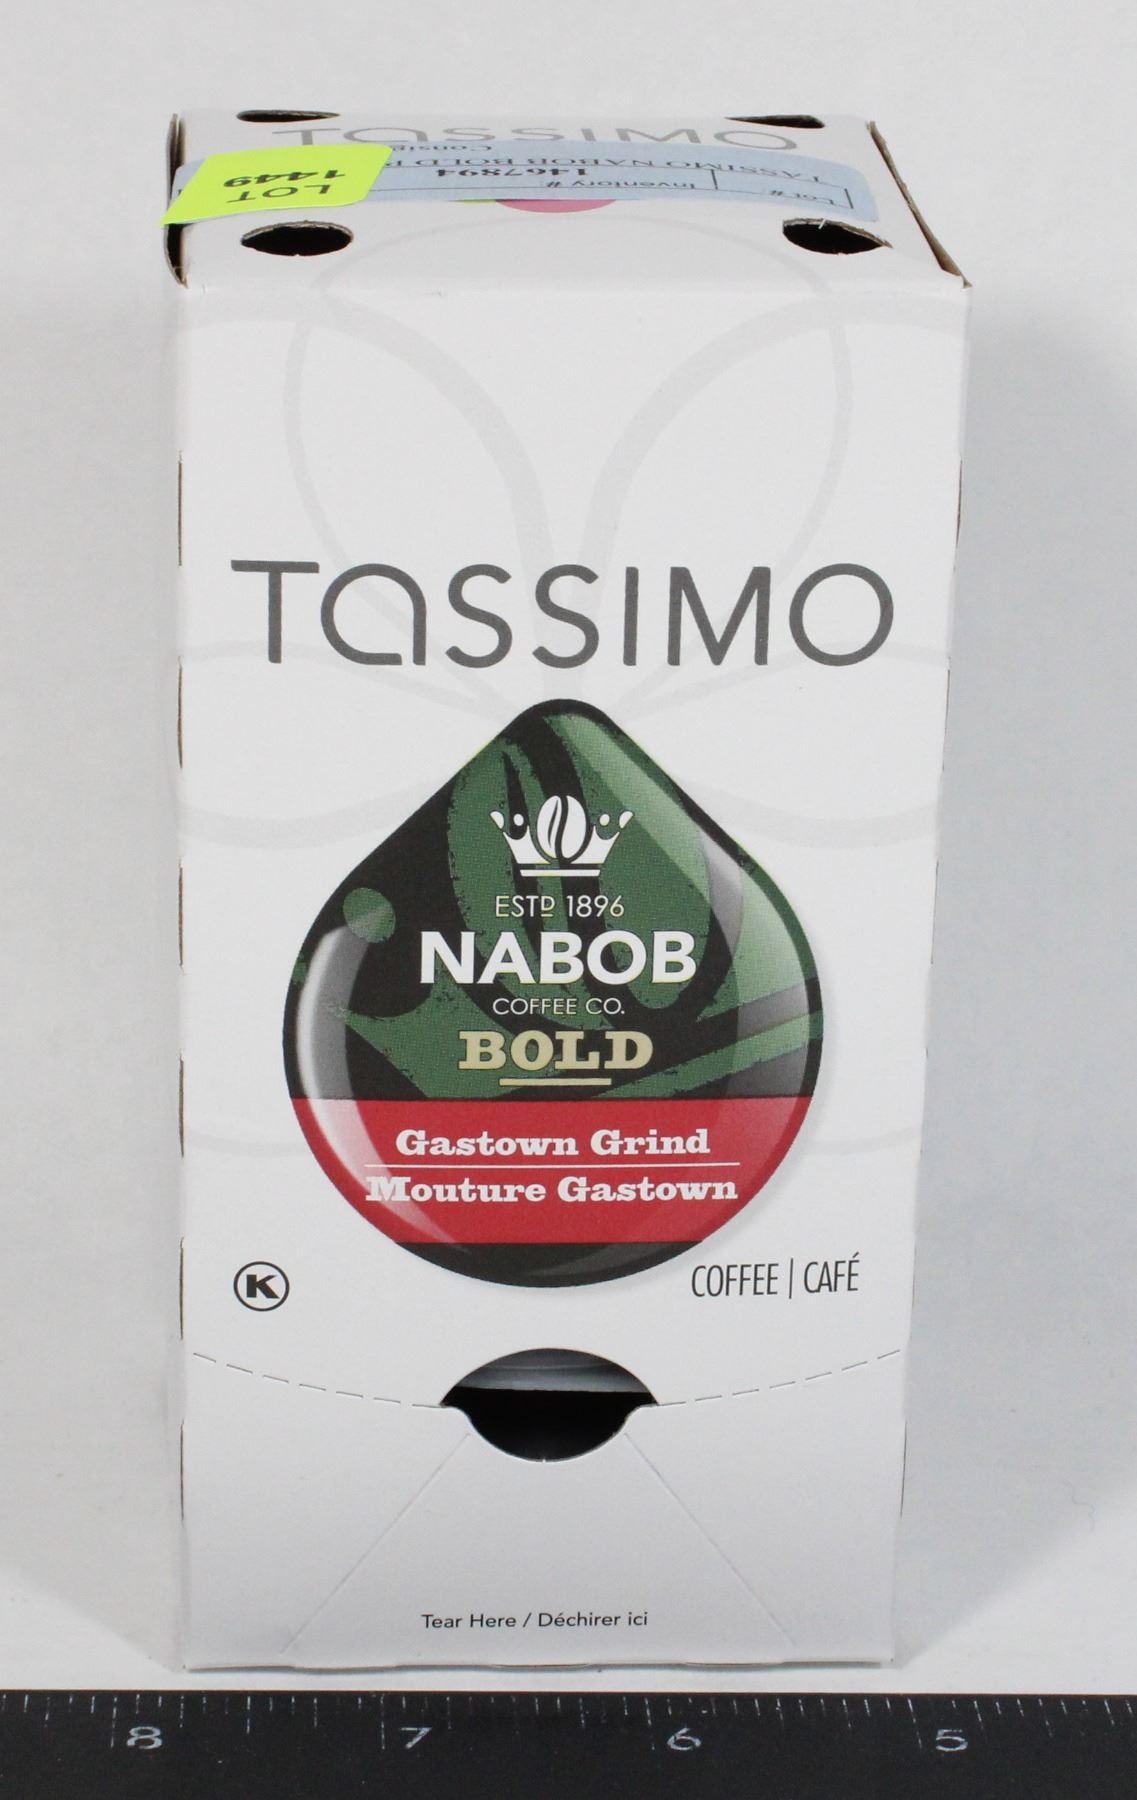 TASSIMO
Consig
TASSIMO NABOB BOLD
1467894
Inventory #
Lot#
LOT
1449
TASSIMO
ESTD 1896
NABOB
COFFEE CO.
BOLD
Gastown Grind
Mouture Gastown
K
COFFEE | CAFÉ
Tear Here / Déchirer ici
8 7 6 5